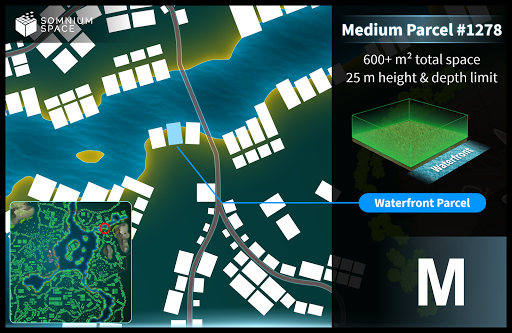 SOMNIUM
SPACE
Medium Parcel #1278
600+ m² total space
25 m height & depth limit
Waterfront
Waterfront Parcel
M